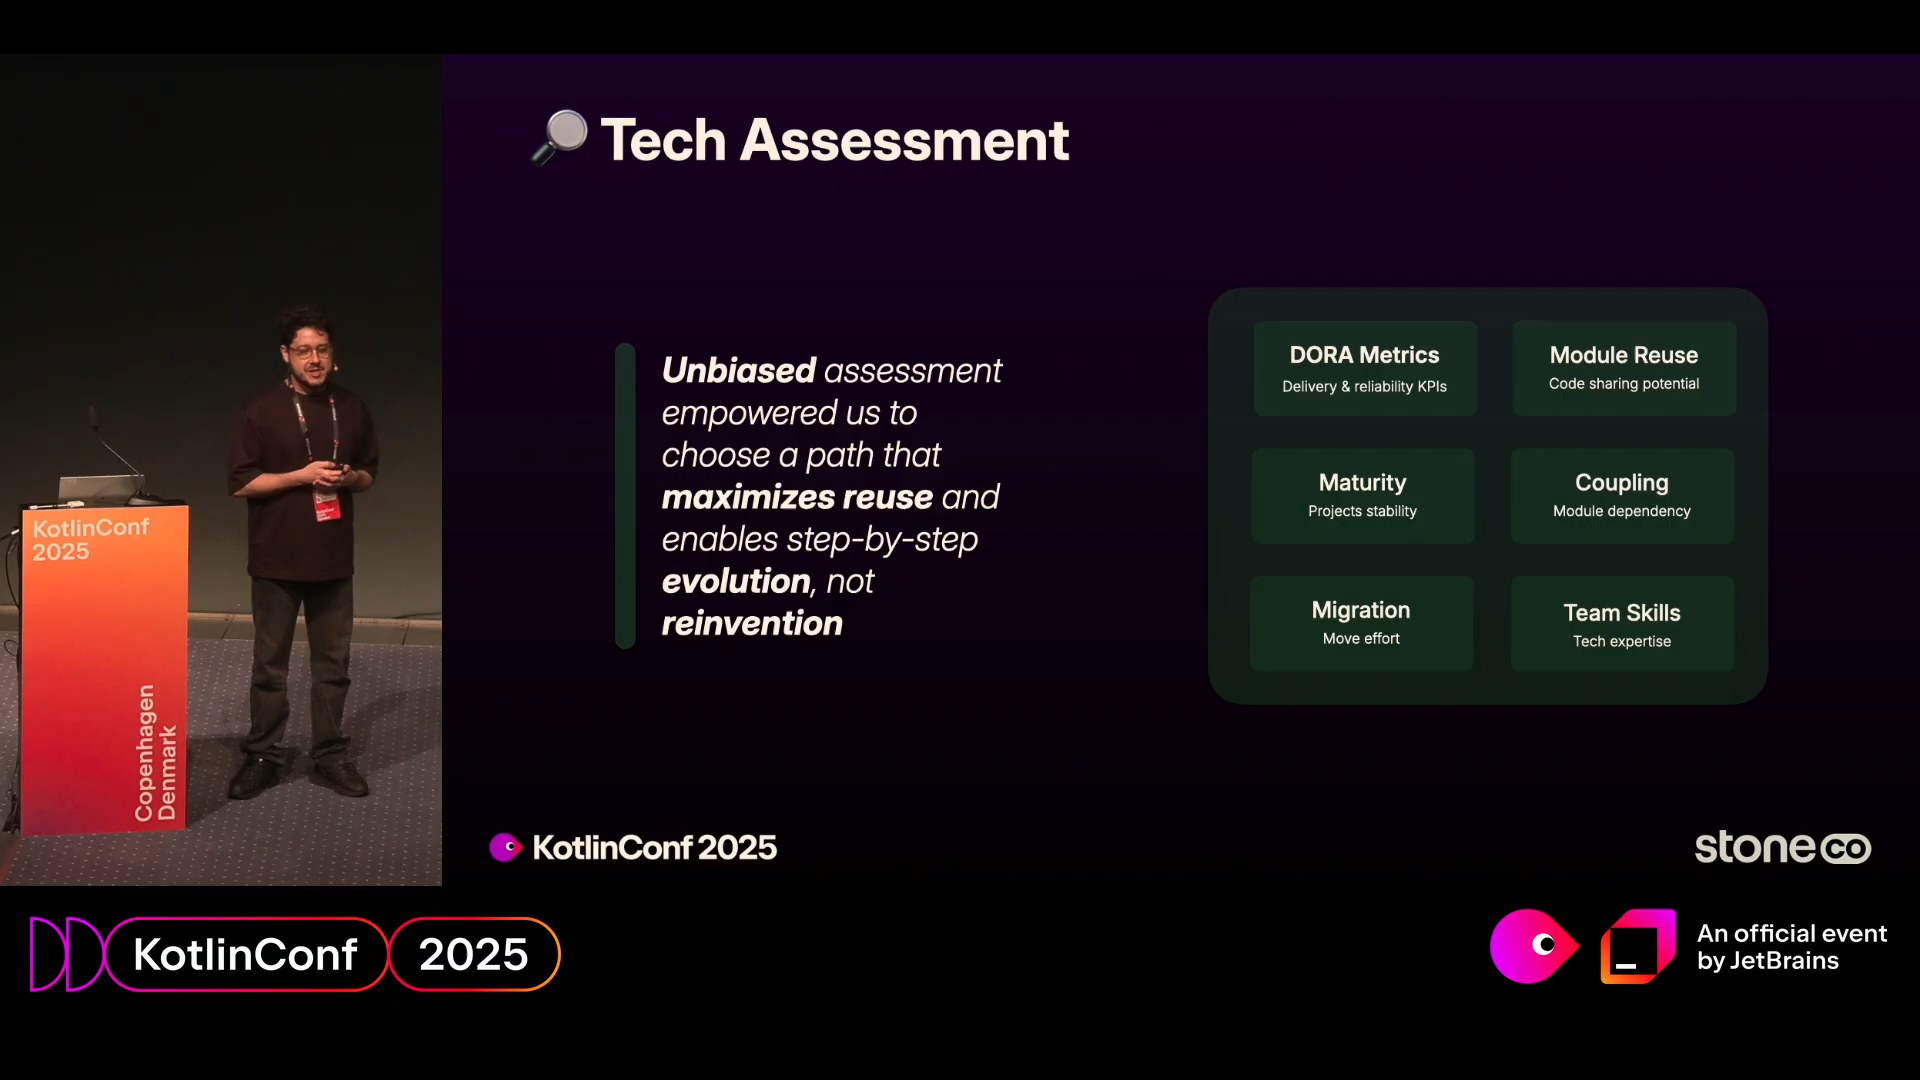 Tech Assessment
Unbiased assessment
empowered us to
choose a path that
maximizes reuse and
enables step-by-step
evolution, not
reinvention
DORA Metrics
Delivery & reliability KPIs
Module Reuse
Code sharing potential
Maturity
Projects stability
Coupling
Module dependency
Migration
Move effort
Team Skills
Tech expertise
KotlinConf
2025
Copenhagen
Denmark
KotlinConf 2025
stoneco
KotlinConf 2025
An official event
by JetBrains